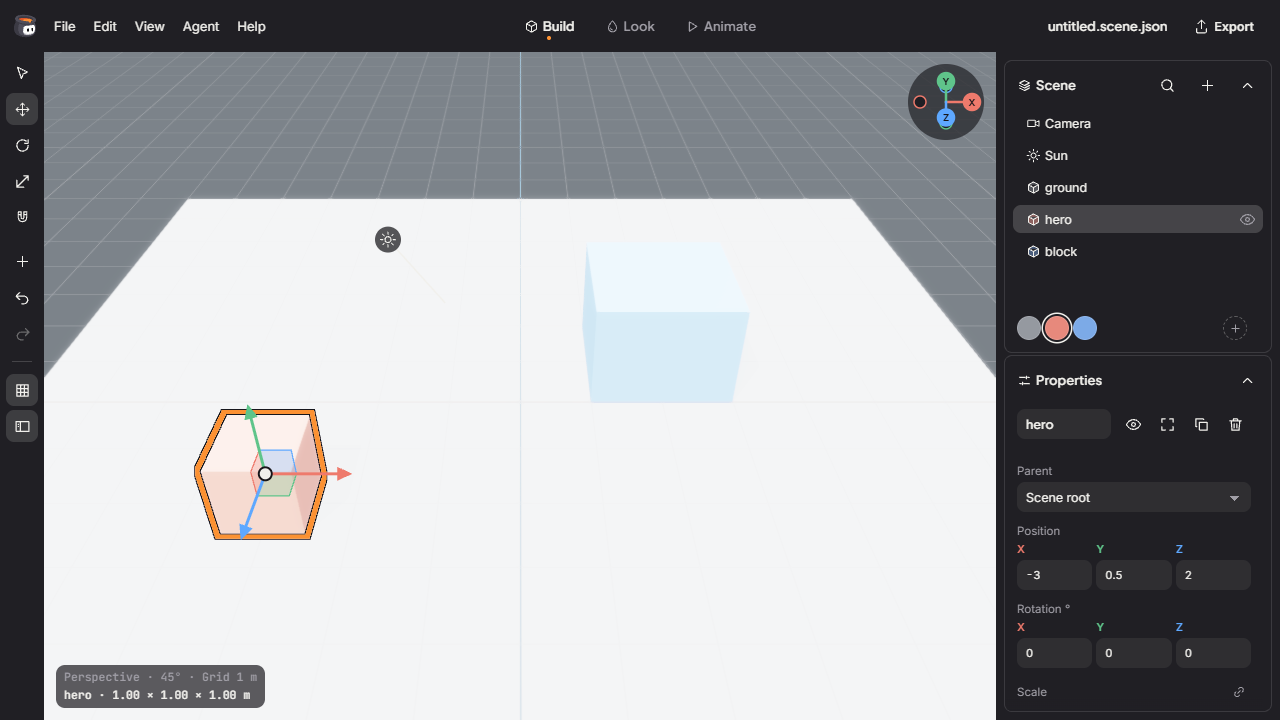 File Edit View Agent Help
Build Look Animate
untitled.scene.json Export
Y
X
Z
Scene
Camera
Sun
ground
hero
block
Properties
hero
Parent
Scene root
Position
X Y Z
-3 0.5 2
Rotation °
X Y Z
0 0 0
Scale
Perspective · 45° · Grid 1 m
hero · 1.00 × 1.00 × 1.00 m